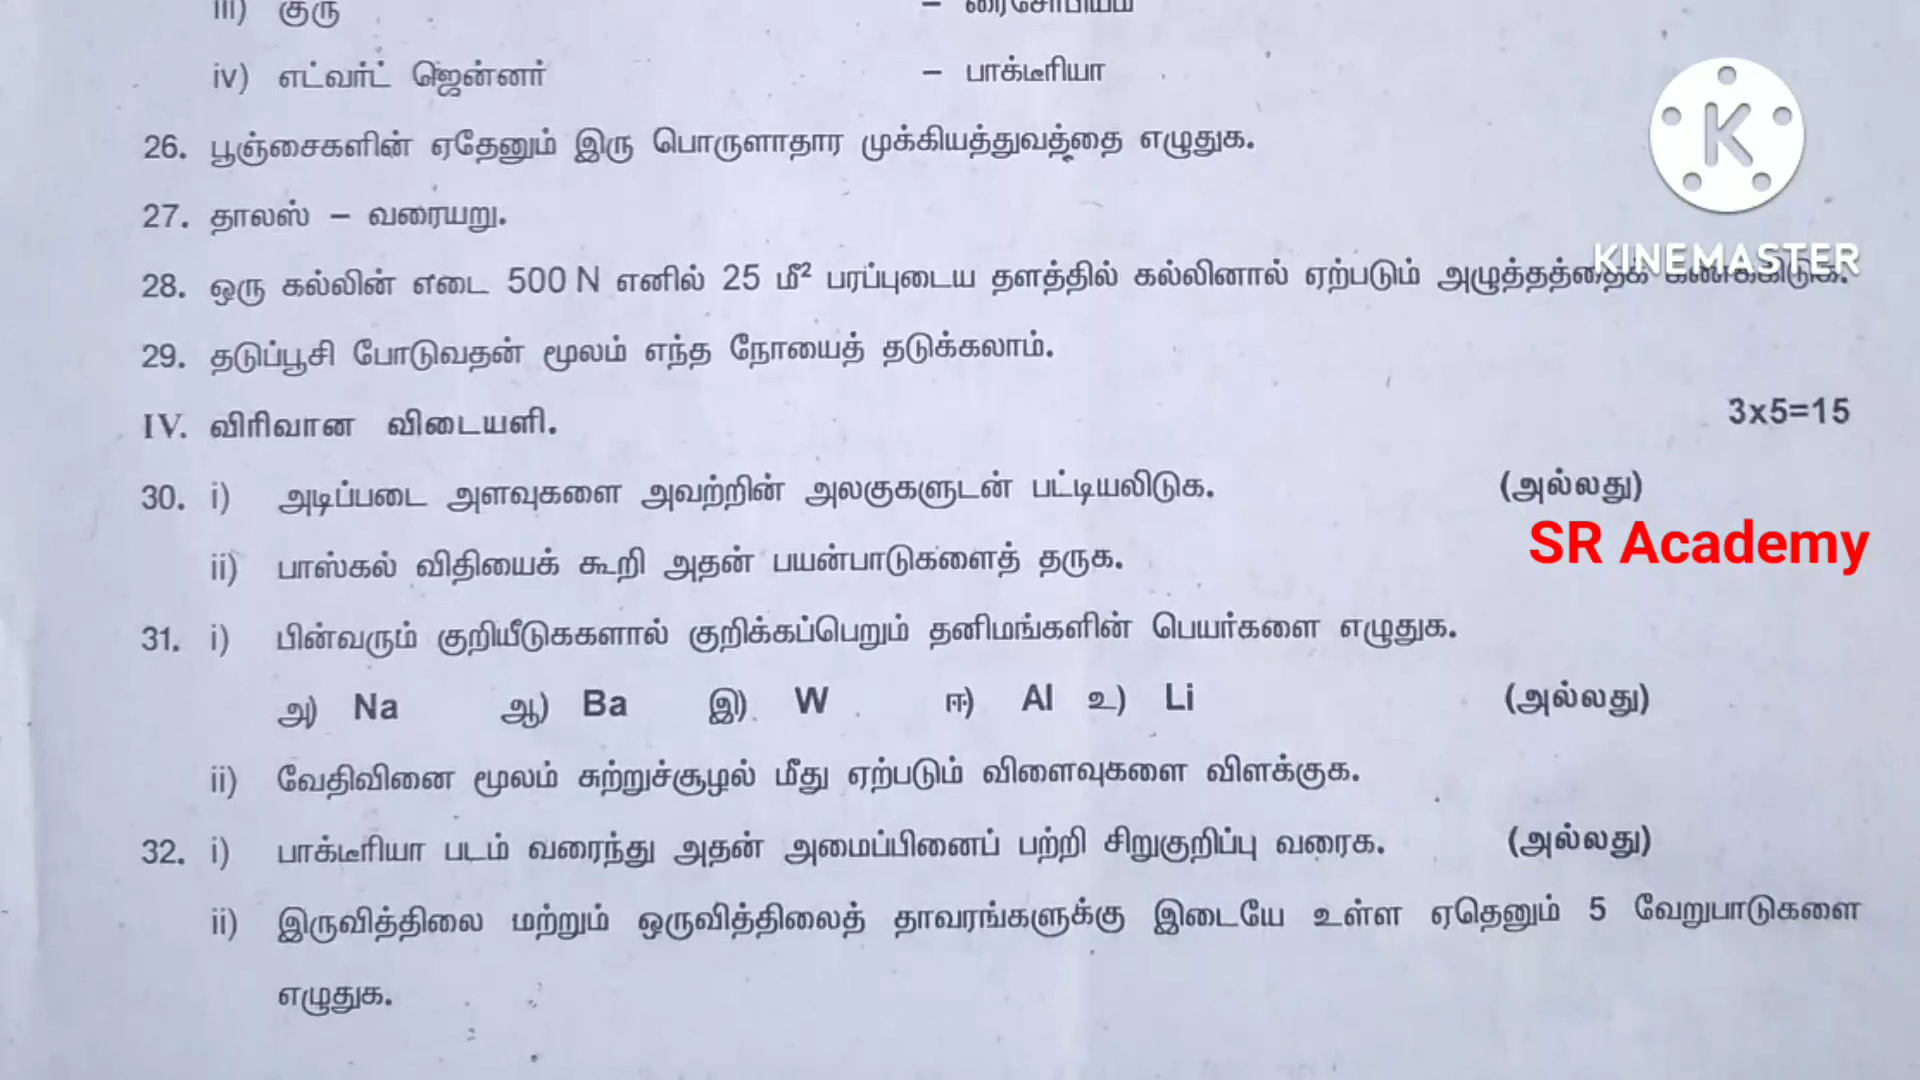 iii) குரு – ரைசோபியம்
iv) எட்வர்ட் ஜென்னர் – பாக்டீரியா
26. பூஞ்சைகளின் ஏதேனும் இரு பொருளாதார முக்கியத்துவத்தை எழுதுக.
27. தாலஸ் – வரையறு.
28. ஒரு கல்லின் எடை 500 N எனில் 25 மீ² பரப்புடைய தளத்தில் கல்லினால் ஏற்படும் அழுத்தத்தைக் கணக்கிடுக.
29. தடுப்பூசி போடுவதன் மூலம் எந்த நோயைத் தடுக்கலாம்.
IV. விரிவான விடையளி. 3x5=15
30. i) அடிப்படை அளவுகளை அவற்றின் அலகுகளுடன் பட்டியலிடுக. (அல்லது)
ii) பாஸ்கல் விதியைக் கூறி அதன் பயன்பாடுகளைத் தருக.
31. i) பின்வரும் குறியீடுககளால் குறிக்கப்பெறும் தனிமங்களின் பெயர்களை எழுதுக.
அ) Na ஆ) Ba இ) W ஈ) Al உ) Li (அல்லது)
ii) வேதிவினை மூலம் சுற்றுச்சூழல் மீது ஏற்படும் விளைவுகளை விளக்குக.
32. i) பாக்டீரியா படம் வரைந்து அதன் அமைப்பினைப் பற்றி சிறுகுறிப்பு வரைக. (அல்லது)
ii) இருவித்திலை மற்றும் ஒருவித்திலைத் தாவரங்களுக்கு இடையே உள்ள ஏதெனும் 5 வேறுபாடுகளை
எழுதுக.
K
KINEMASTER
SR Academy